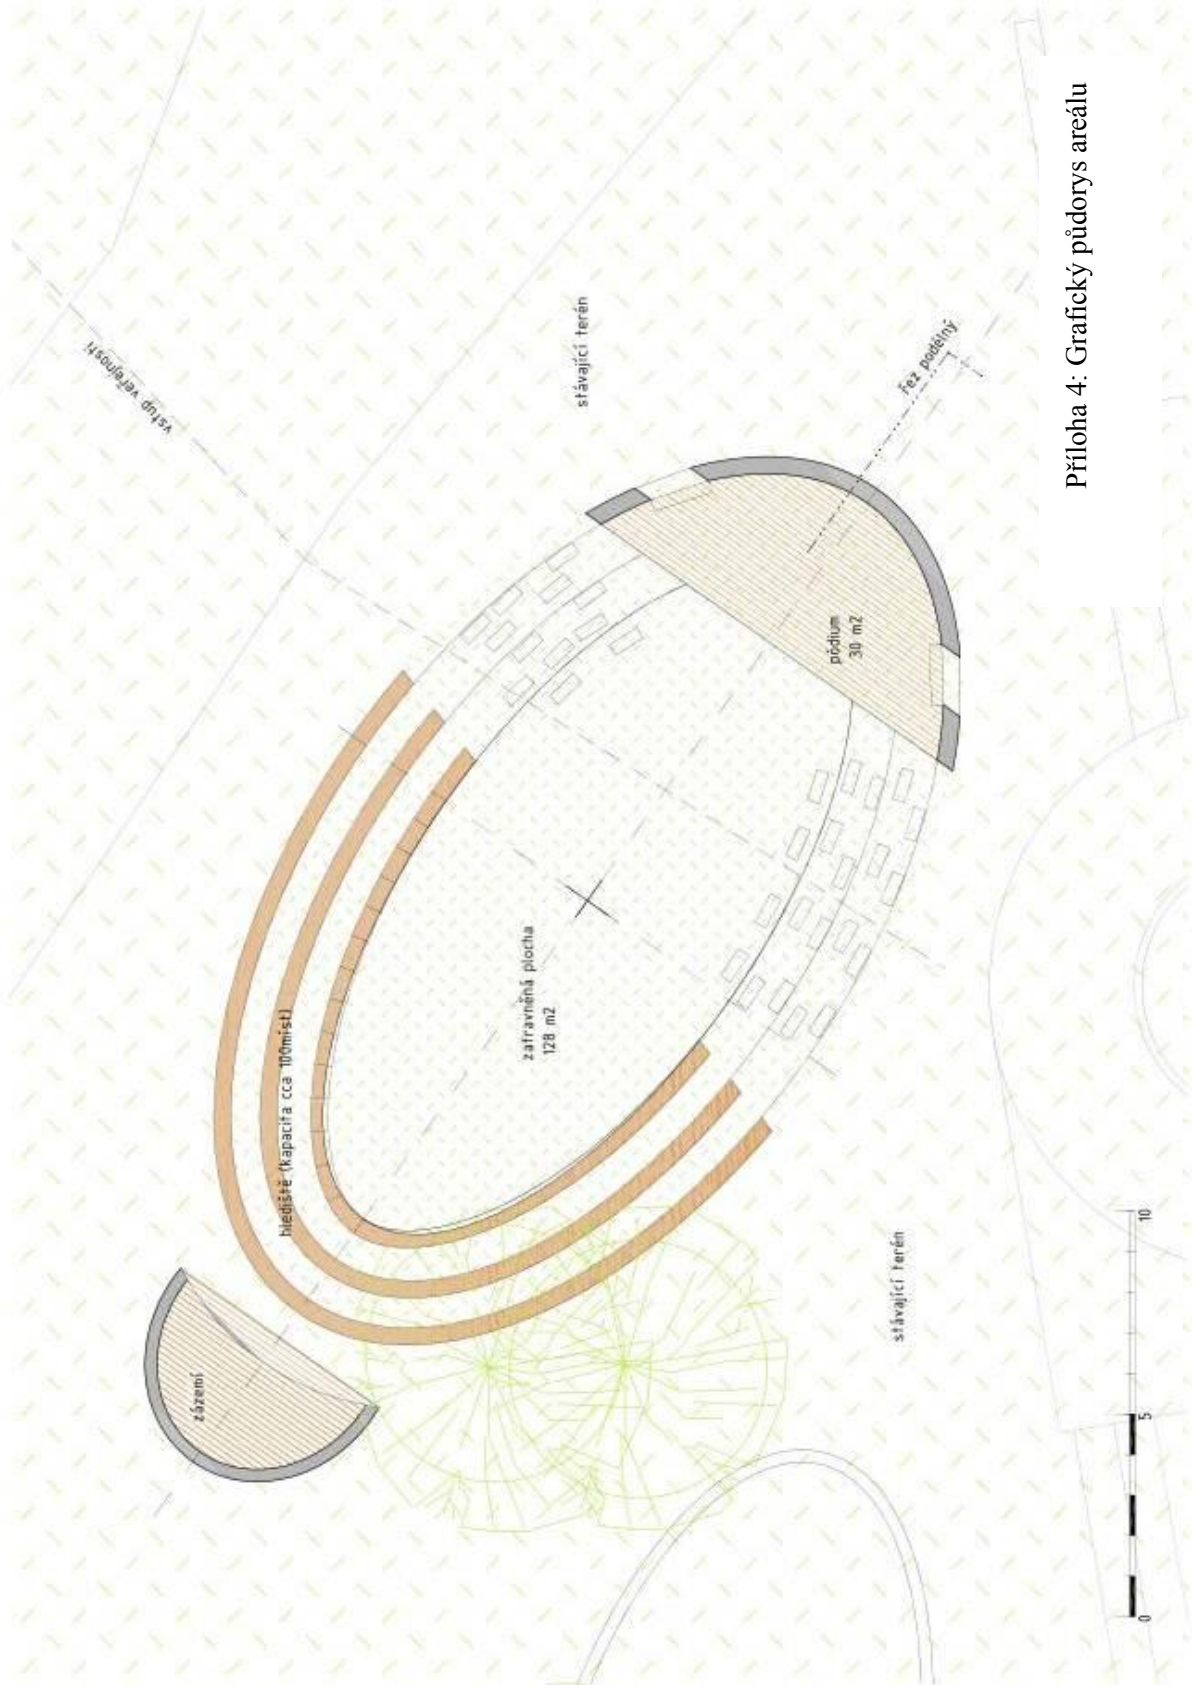 Příloha 4: Grafický půdorys areálu
vstup veřejnosti
stávající terén
řez podélný
pódium
30 m2
zatravněná plocha
128 m2
hlediště (kapacita cca 100míst)
zázemí
stávající terén
0
5
10